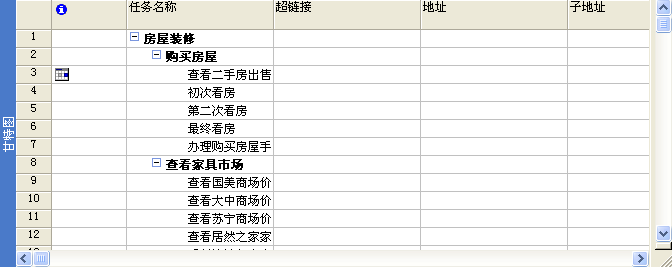 任务名称 超链接 地址 子地址
1 房屋装修
2 购买房屋
3 查看二手房出售
4 初次看房
5 第二次看房
6 最终看房
7 办理购买房屋手
8 查看家具市场
9 查看国美商场价
10 查看大中商场价
11 查看苏宁商场价
12 查看居然之家家
甘特图